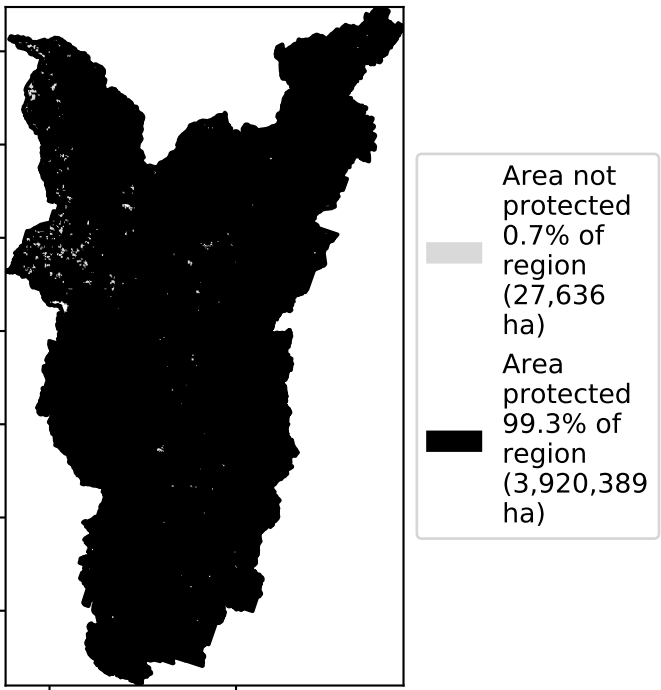 Area not
protected
0.7% of
region
(27,636
ha)
Area
protected
99.3% of
region
(3,920,389
ha)